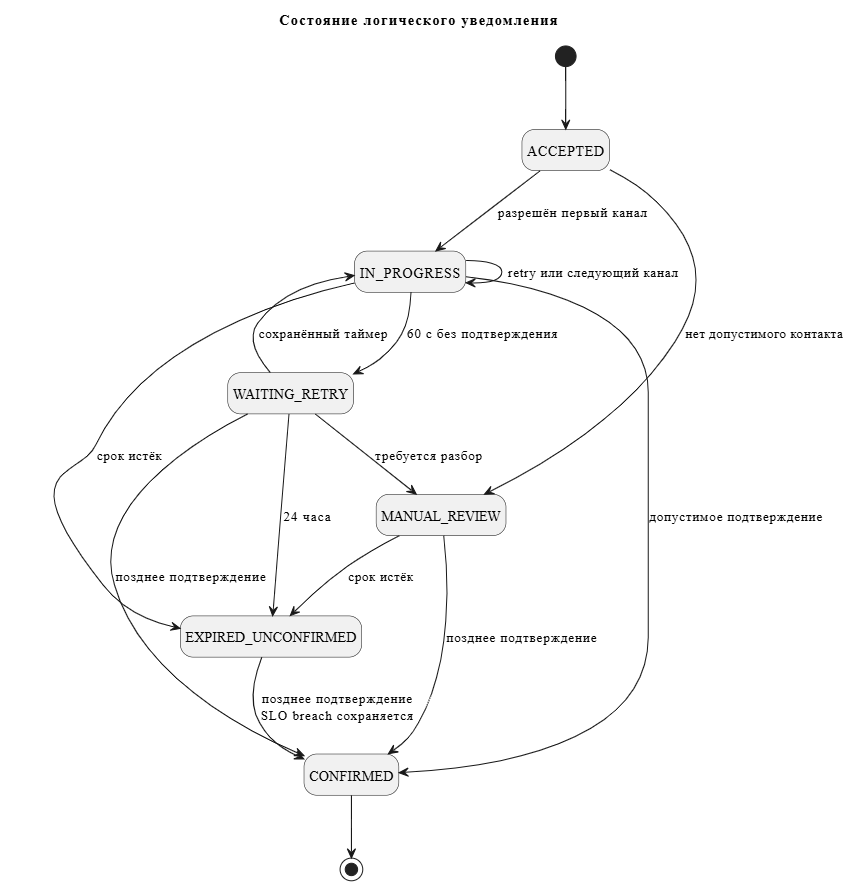 Состояние логического уведомления
ACCEPTED
разрешён первый канал
IN_PROGRESS
retry или следующий канал
сохранённый таймер
60 с без подтверждения
нет допустимого контакта
WAITING_RETRY
срок истёк
требуется разбор
24 часа
MANUAL_REVIEW
допустимое подтверждение
позднее подтверждение
срок истёк
EXPIRED_UNCONFIRMED
позднее подтверждение
позднее подтверждение
SLO breach сохраняется
CONFIRMED